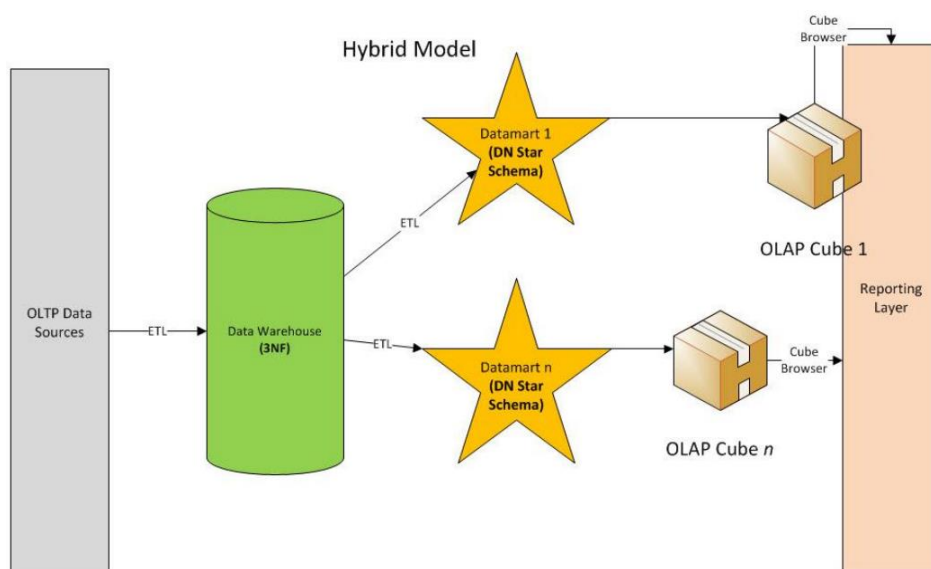 Hybrid Model
Cube
Browser
Datamart 1
(DN Star
Schema)
ETL
OLAP Cube 1
OLTP Data
Sources
ETL
Data Warehouse
(3NF)
ETL
Datamart n
(DN Star
Schema)
Cube
Browser
Reporting
Layer
OLAP Cube n